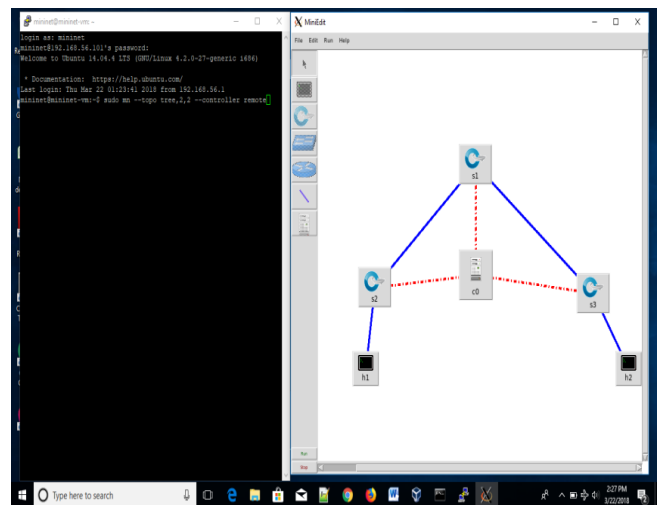 mininet@mininet-vm: ~
login as: mininet
mininet@192.168.56.101's password:
Welcome to Ubuntu 14.04.4 LTS (GNU/Linux 4.2.0-27-generic i686)
* Documentation:  https://help.ubuntu.com/
Last login: Thu Mar 22 01:23:41 2018 from 192.168.56.1
mininet@mininet-vm:~$ sudo mn --topo tree,2,2 --controller remote
MiniEdit
File Edit Run Help
s1
c0
s2
s3
h1
h2
Run
Stop
Type here to search
2:27 PM
3/22/2018